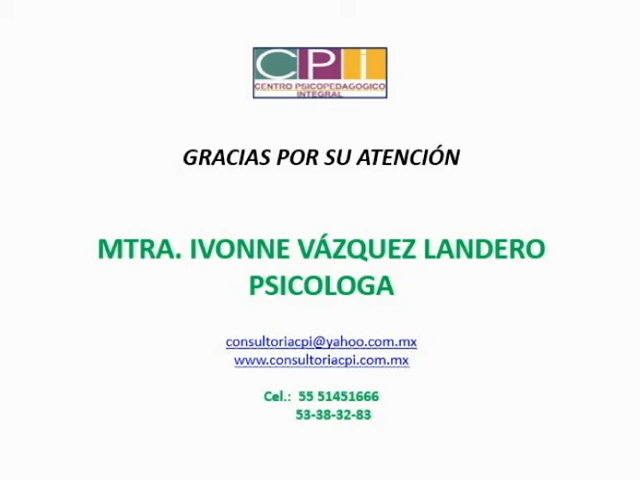 CPI
CENTRO PSICOPEDAGOGICO
INTEGRAL
GRACIAS POR SU ATENCIÓN
MTRA. IVONNE VÁZQUEZ LANDERO
PSICOLOGA
consultoriacpi@yahoo.com.mx
www.consultoriacpi.com.mx
Cel.: 55 51451666
53-38-32-83